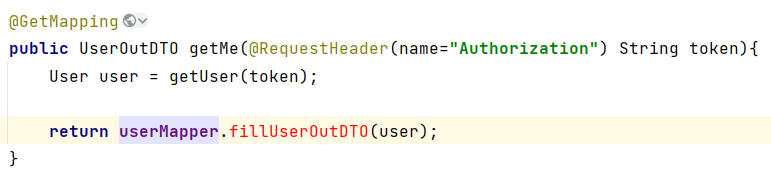 @GetMapping
public UserOutDTO getMe(@RequestHeader(name="Authorization") String token){
    User user = getUser(token);
    return userMapper.fillUserOutDTO(user);
}